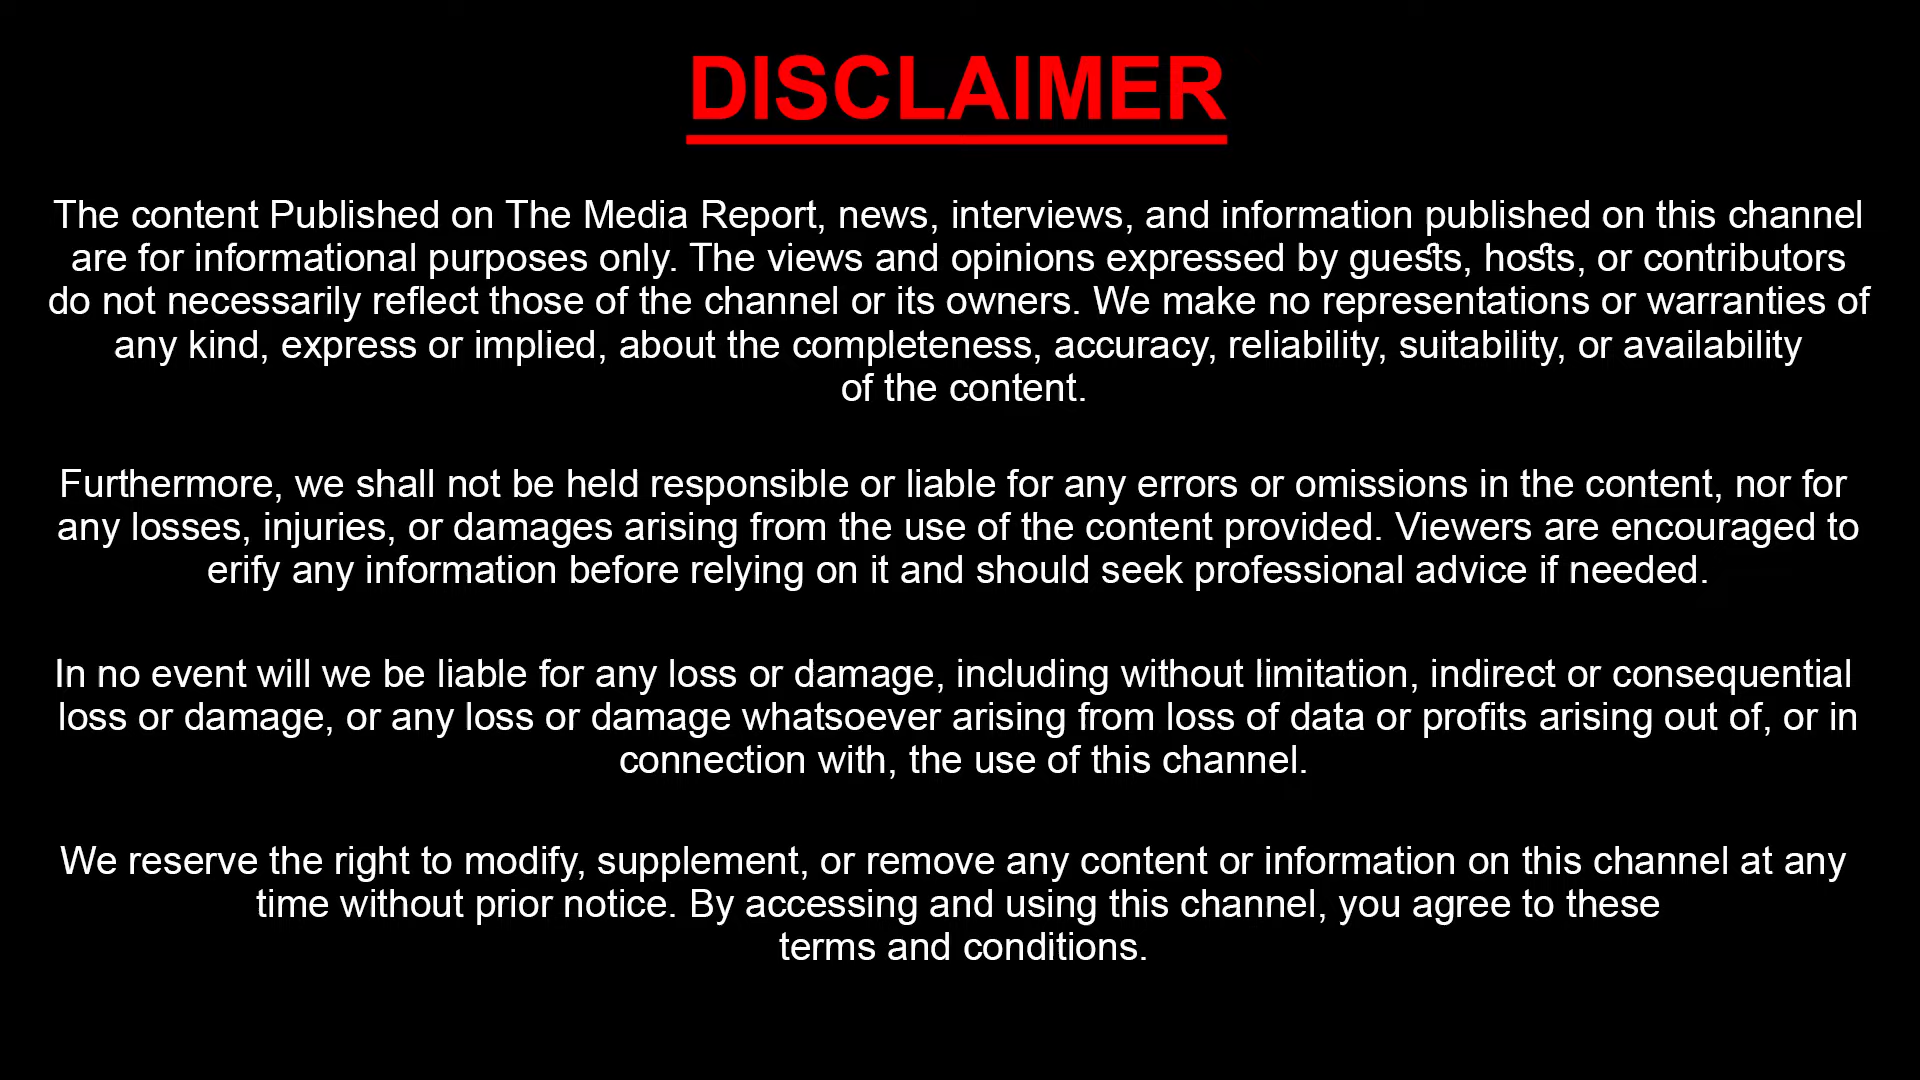 DISCLAIMER
The content Published on The Media Report, news, interviews, and information published on this channel
are for informational purposes only. The views and opinions expressed by guests, hosts, or contributors
do not necessarily reflect those of the channel or its owners. We make no representations or warranties of
any kind, express or implied, about the completeness, accuracy, reliability, suitability, or availability
of the content.
Furthermore, we shall not be held responsible or liable for any errors or omissions in the content, nor for
any losses, injuries, or damages arising from the use of the content provided. Viewers are encouraged to
erify any information before relying on it and should seek professional advice if needed.
In no event will we be liable for any loss or damage, including without limitation, indirect or consequential
loss or damage, or any loss or damage whatsoever arising from loss of data or profits arising out of, or in
connection with, the use of this channel.
We reserve the right to modify, supplement, or remove any content or information on this channel at any
time without prior notice. By accessing and using this channel, you agree to these
terms and conditions.